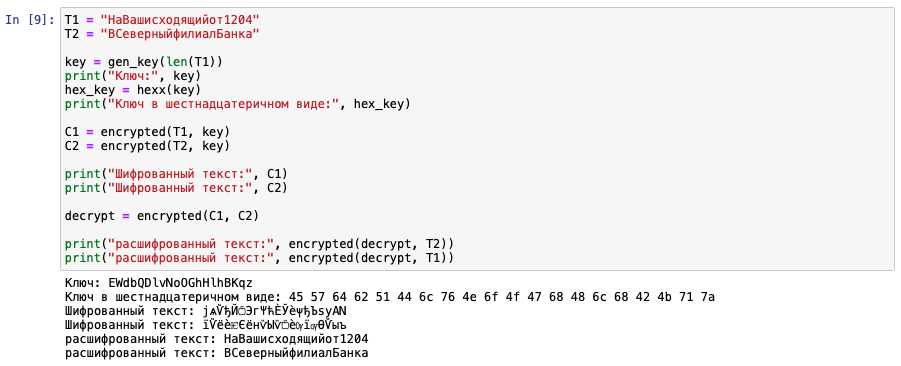 In [9]:
T1 = "НаВашисходящийот1204"
T2 = "ВСеверныйфилиалБанка"
key = gen_key(len(T1))
print("Ключ:", key)
hex_key = hexx(key)
print("Ключ в шестнадцатеричном виде:", hex_key)
C1 = encrypted(T1, key)
C2 = encrypted(T2, key)
print("Шифрованный текст:", C1)
print("Шифрованный текст:", C2)
decrypt = encrypted(C1, C2)
print("расшифрованный текст:", encrypted(decrypt, T2))
print("расшифрованный текст:", encrypted(decrypt, T1))
Ключ: EWdbQDlvNoOGhHlhBKqz
Ключ в шестнадцатеричном виде: 45 57 64 62 51 44 6c 76 4e 6f 4f 47 68 48 6c 68 42 4b 71 7a
Шифрованный текст: јѧѶђЙѼЭгѰћЀЎѐѱђЪsyAN
Шифрованный текст: їѶёѐѤЄёнѷЫѷѼѐѸїѹѲѶыъ
расшифрованный текст: НаВашисходящийот1204
расшифрованный текст: ВСеверныйфилиалБанка